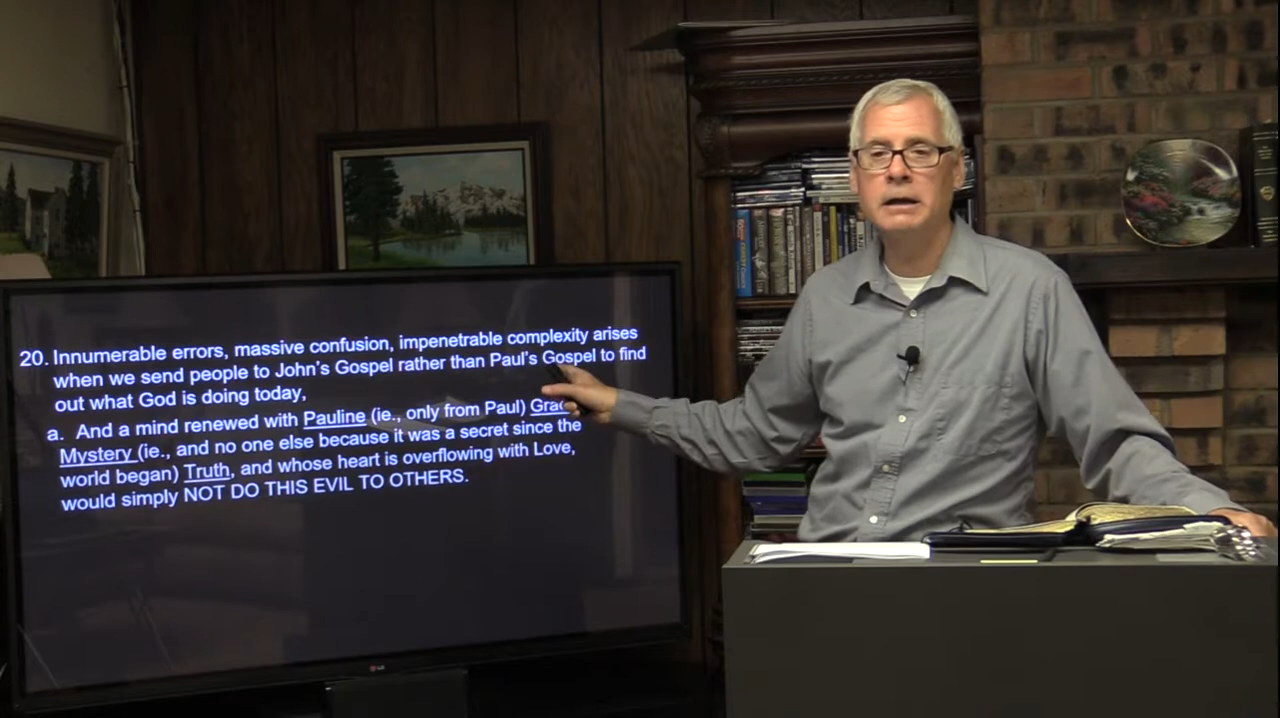 20. Innumerable errors, massive confusion, impenetrable complexity arises
when we send people to John's Gospel rather than Paul's Gospel to find
out what God is doing today,
a. And a mind renewed with Pauline (ie., only from Paul)
Mystery (ie., and no one else because it was a secret since the
world began) Truth, and whose heart is overflowing with Love,
would simply NOT DO THIS EVIL TO OTHERS.
LG